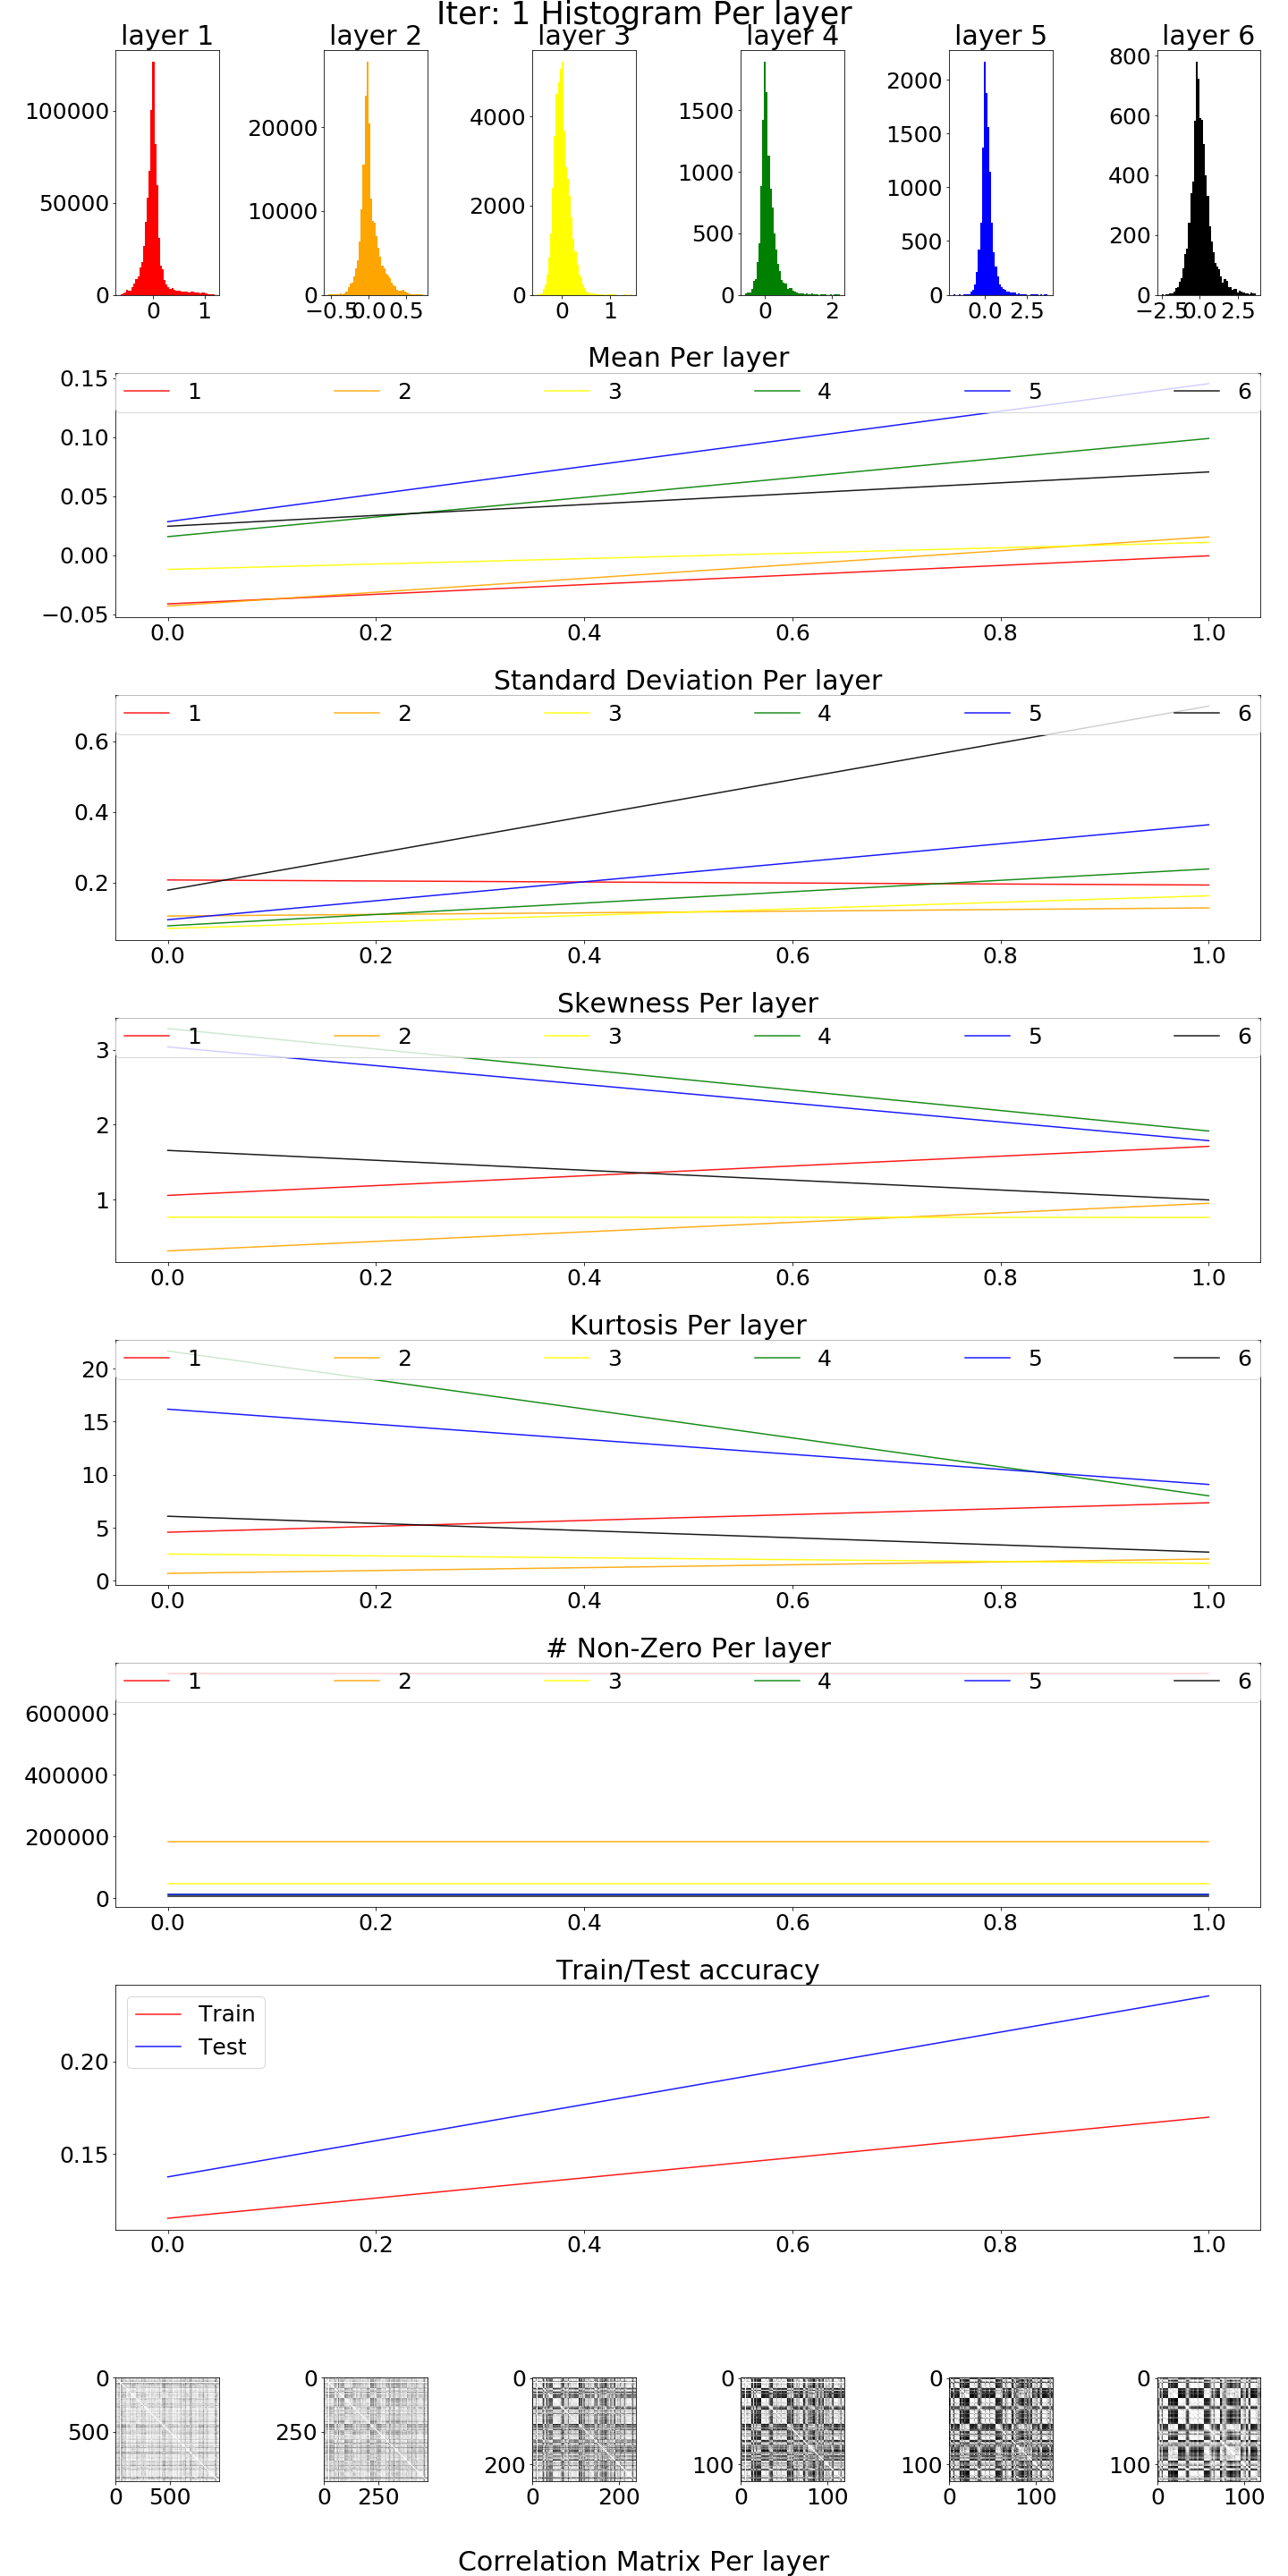 Iter: 1 Histogram Per layer
layer 1 layer 2 layer 3 layer 4 layer 5 layer 6
100000
50000
0
0 1
20000
10000
0
−0.5 0.0 0.5
4000
2000
0
0 1
1500
1000
500
0
0 2
2000
1500
1000
500
0
0.0 2.5
800
600
400
200
0
−2.5 0.0 2.5
Mean Per layer
1 2 3 4 5 6
0.15
0.10
0.05
0.00
−0.05
0.0 0.2 0.4 0.6 0.8 1.0
Standard Deviation Per layer
1 2 3 4 5 6
0.6
0.4
0.2
0.0 0.2 0.4 0.6 0.8 1.0
Skewness Per layer
1 2 3 4 5 6
3
2
1
0.0 0.2 0.4 0.6 0.8 1.0
Kurtosis Per layer
1 2 3 4 5 6
20
15
10
5
0
0.0 0.2 0.4 0.6 0.8 1.0
# Non-Zero Per layer
1 2 3 4 5 6
600000
400000
200000
0
0.0 0.2 0.4 0.6 0.8 1.0
Train/Test accuracy
Train
Test
0.20
0.15
0.0 0.2 0.4 0.6 0.8 1.0
0
500
0 500
0
250
0 250
0
200
0 200
0
100
0 100
0
100
0 100
0
100
0 100
Correlation Matrix Per layer